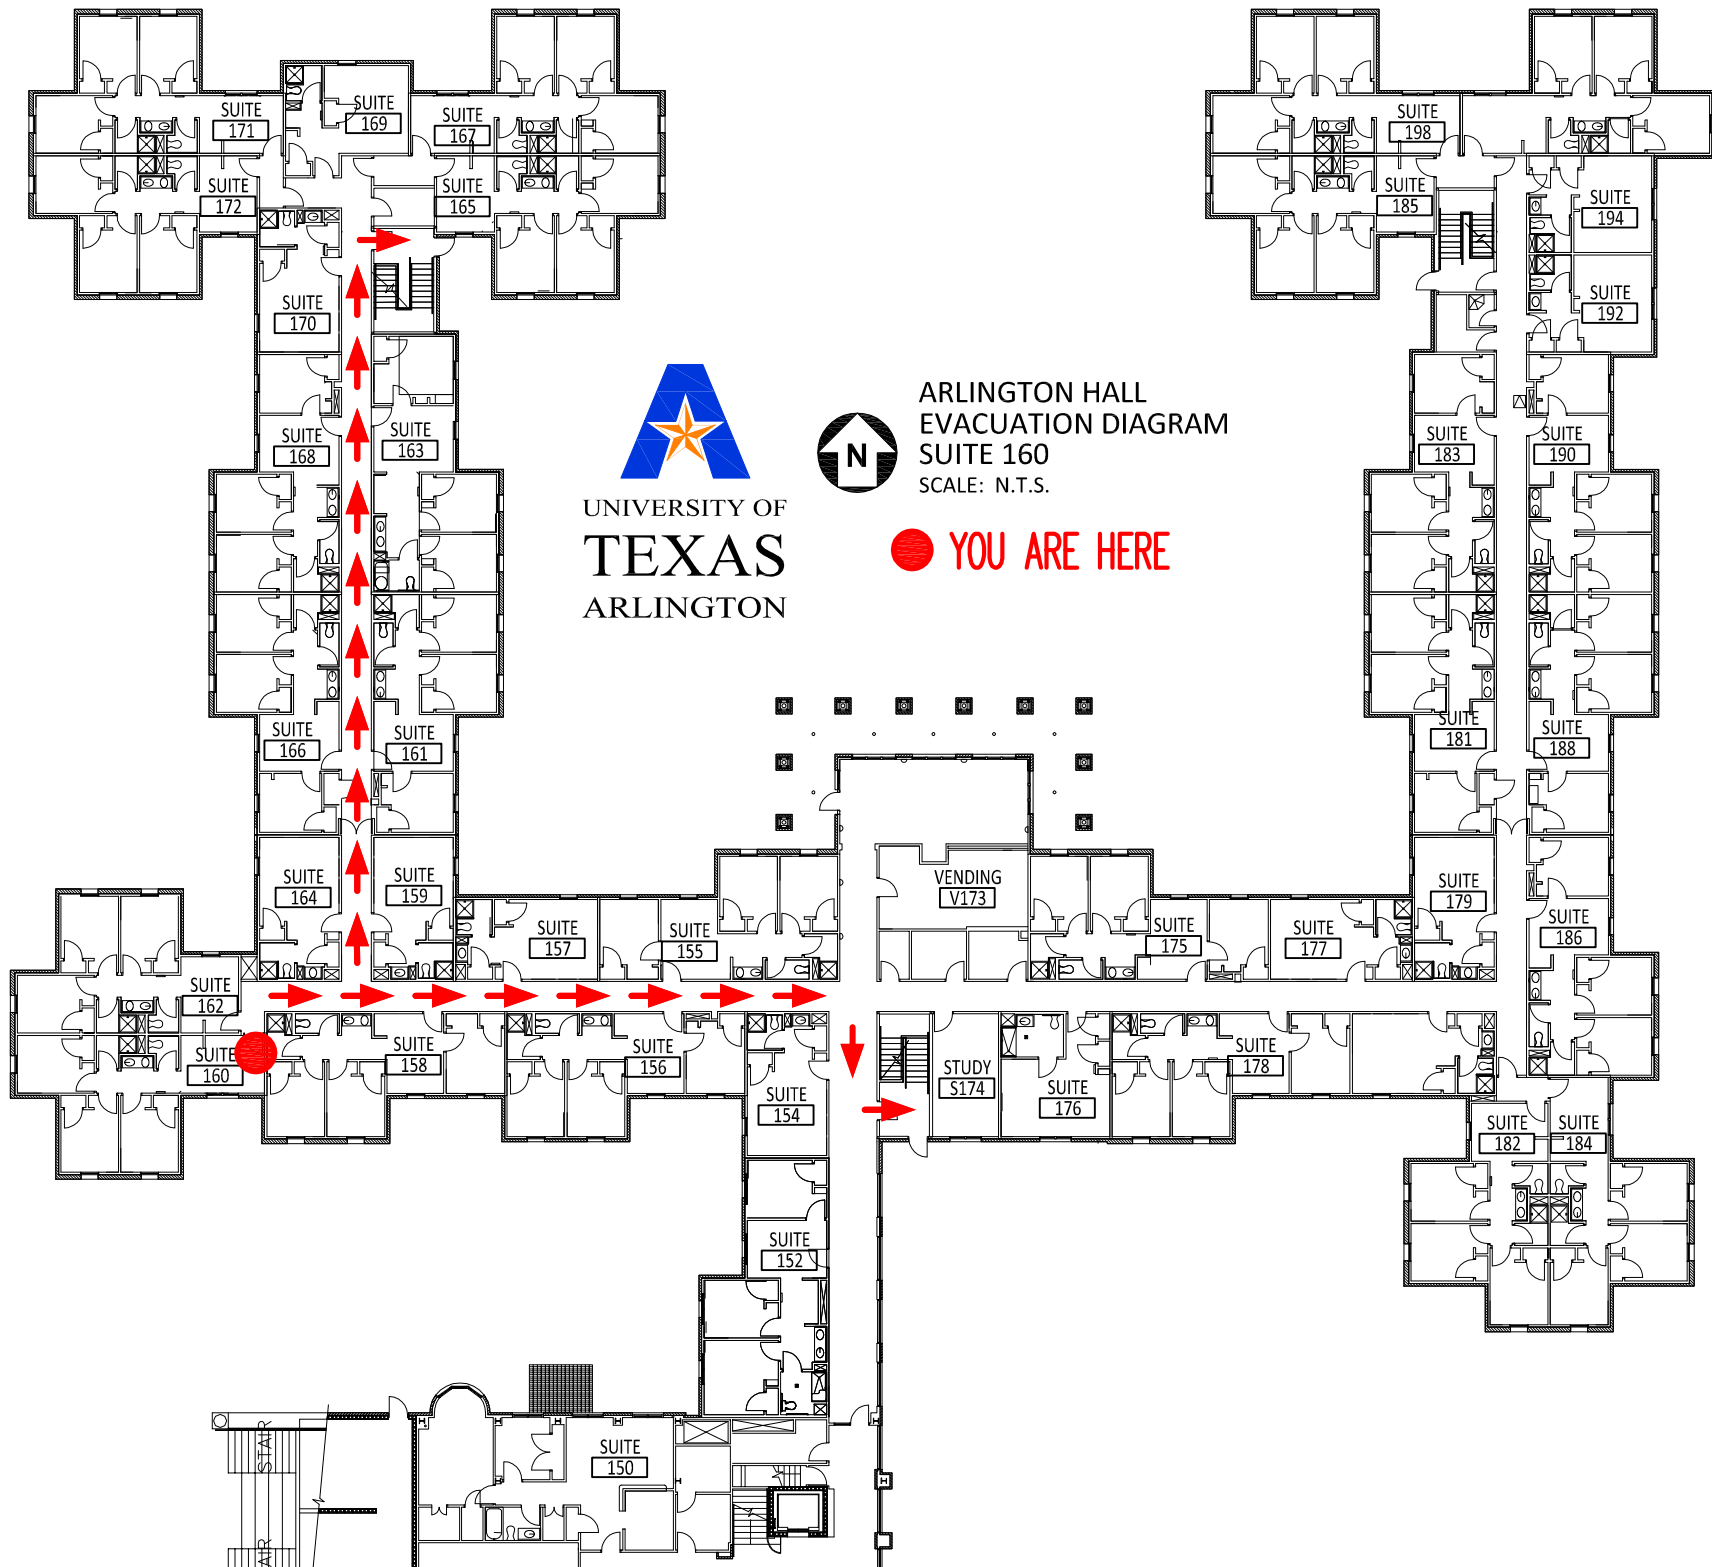 SUITE
171
SUITE
169
SUITE
167
SUITE
172
SUITE
165
SUITE
170
SUITE
168
SUITE
163
SUITE
166
SUITE
161
SUITE
164
SUITE
159
SUITE
157
SUITE
155
SUITE
162
SUITE
160
SUITE
158
SUITE
156
SUITE
154
SUITE
152
SUITE
150
STAIR
AIR
UNIVERSITY OF
TEXAS
ARLINGTON
N
ARLINGTON HALL
EVACUATION DIAGRAM
SUITE 160
SCALE: N.T.S.
YOU ARE HERE
VENDING
V173
STUDY
S174
SUITE
176
SUITE
175
SUITE
177
SUITE
178
SUITE
198
SUITE
185
SUITE
194
SUITE
192
SUITE
183
SUITE
190
SUITE
181
SUITE
188
SUITE
179
SUITE
186
SUITE
182
SUITE
184